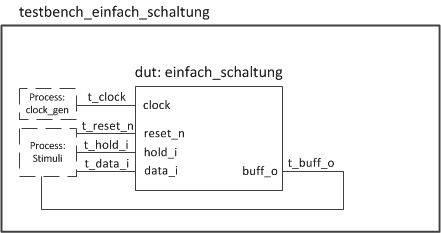 testbench_einfach_schaltung
dut: einfach_schaltung
Process:
clock_gen
t_clock
clock
t_reset_n
reset_n
Process:
Stimuli
t_hold_i
hold_i
t_data_i
data_i
buff_o
t_buff_o